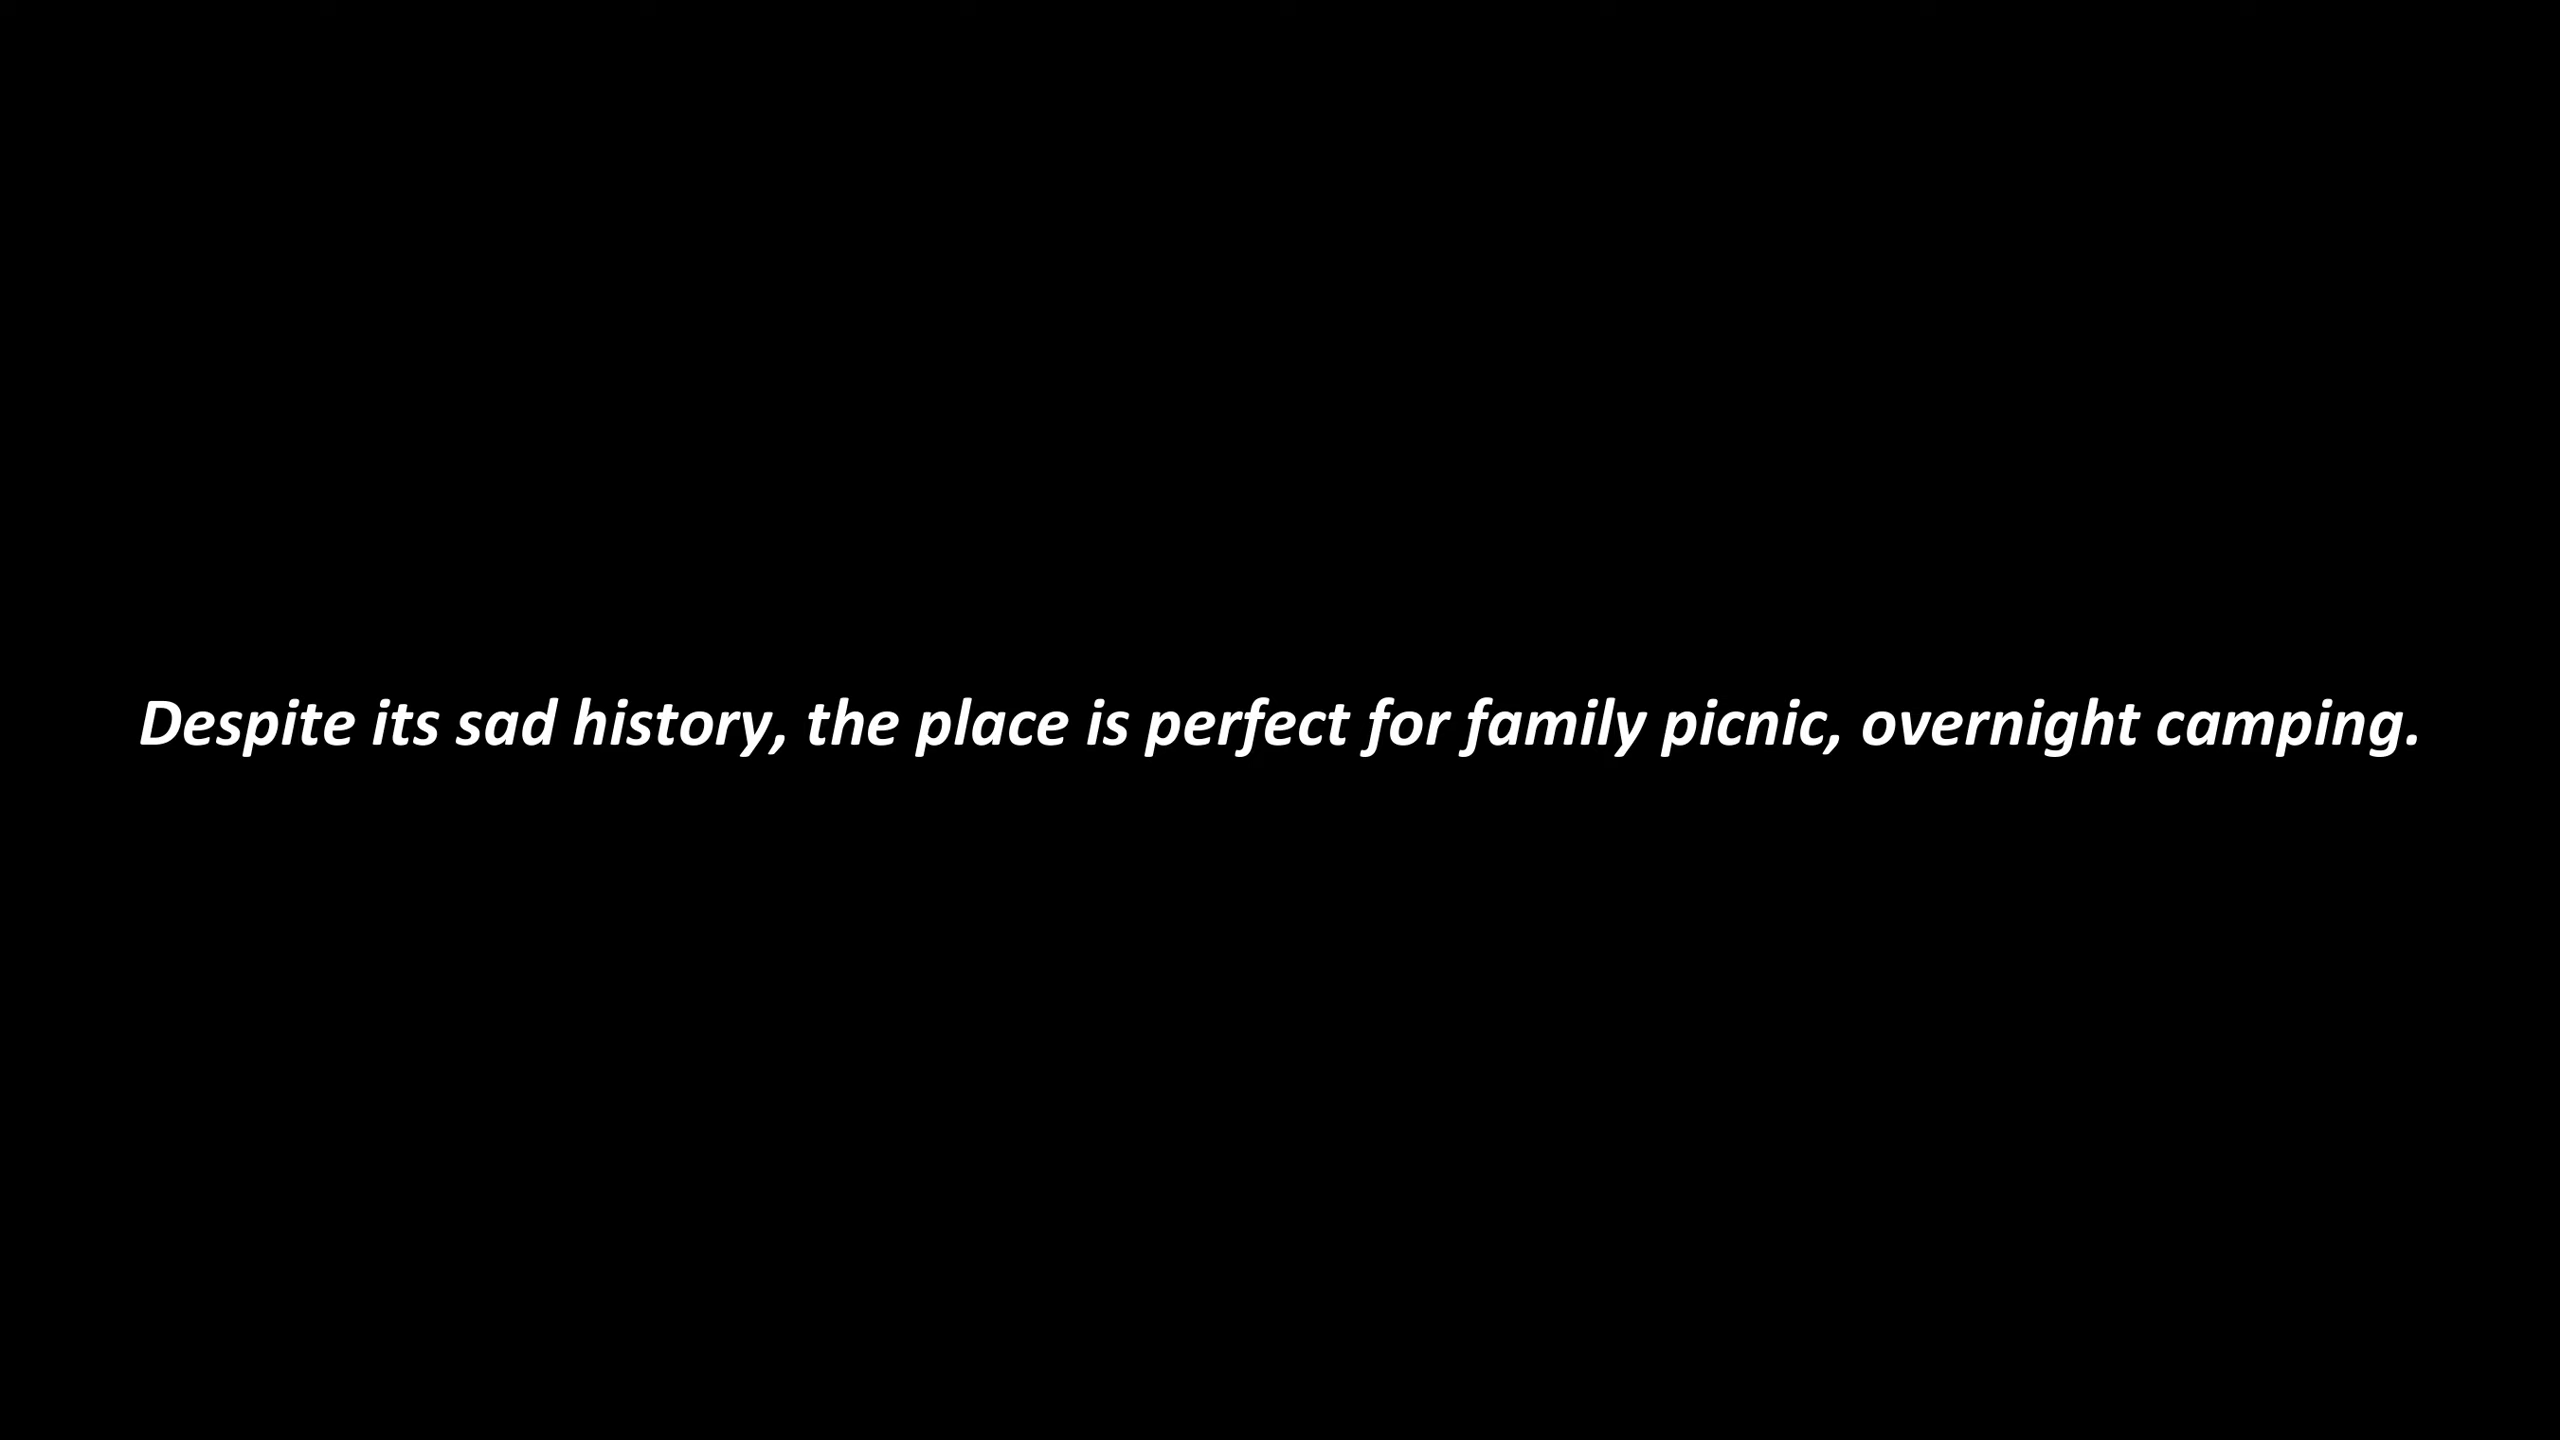 Despite its sad history, the place is perfect for family picnic, overnight camping.